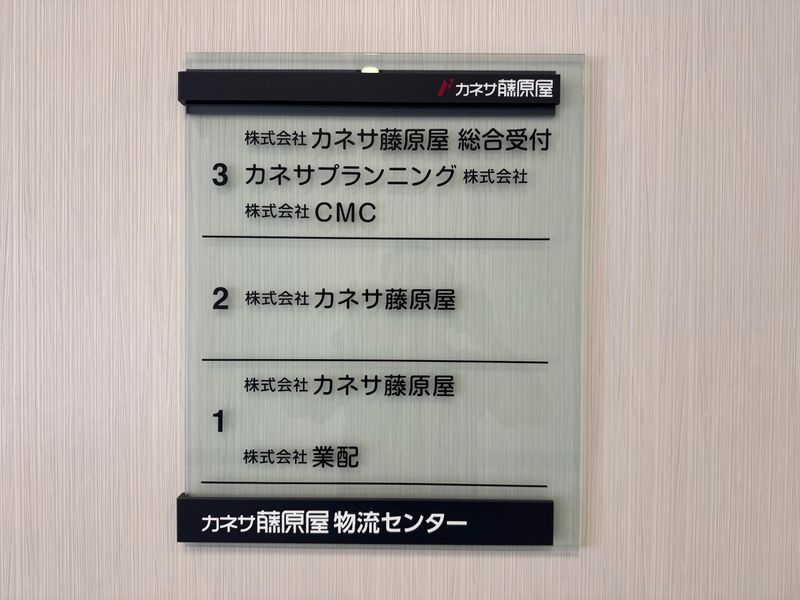 カネサ藤原屋
株式会社 カネサ藤原屋 総合受付
3 カネサプランニング 株式会社
株式会社 CMC
2 株式会社 カネサ藤原屋
株式会社 カネサ藤原屋
1
株式会社 業配
カネサ藤原屋 物流センター